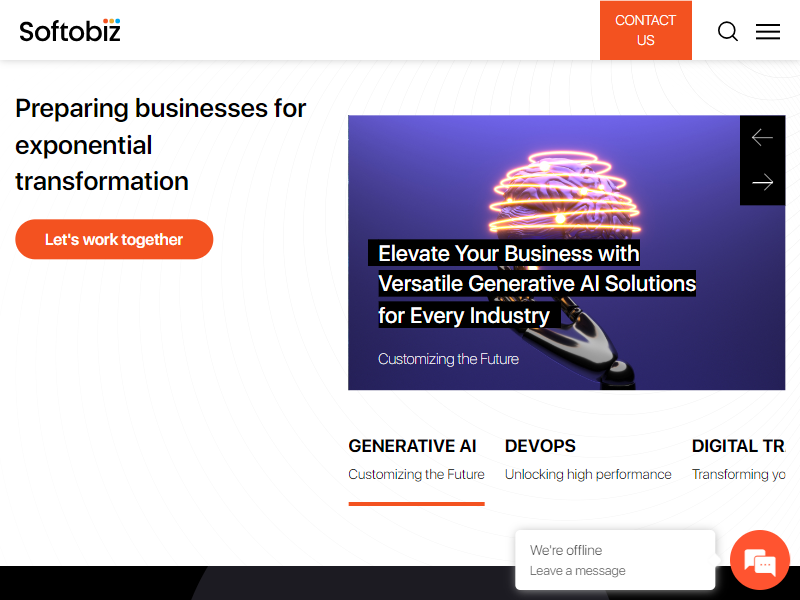 Softobiz
CONTACT
US
Preparing businesses for
exponential
transformation
Let's work together
Elevate Your Business with
Versatile Generative AI Solutions
for Every Industry
Customizing the Future
GENERATIVE AI
Customizing the Future
DEVOPS
Unlocking high performance
DIGITAL TR
Transforming yo
We're offline
Leave a message